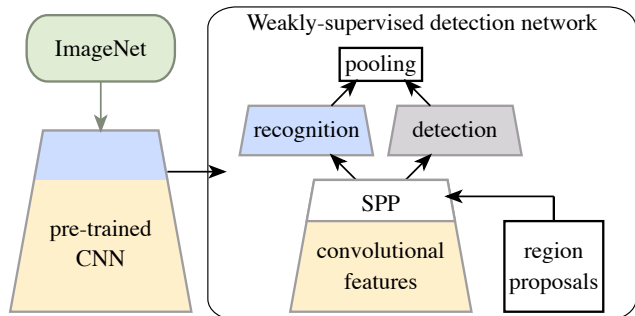 Weakly-supervised detection network
ImageNet
pooling
recognition
detection
SPP
pre-trained
CNN
convolutional
features
region
proposals